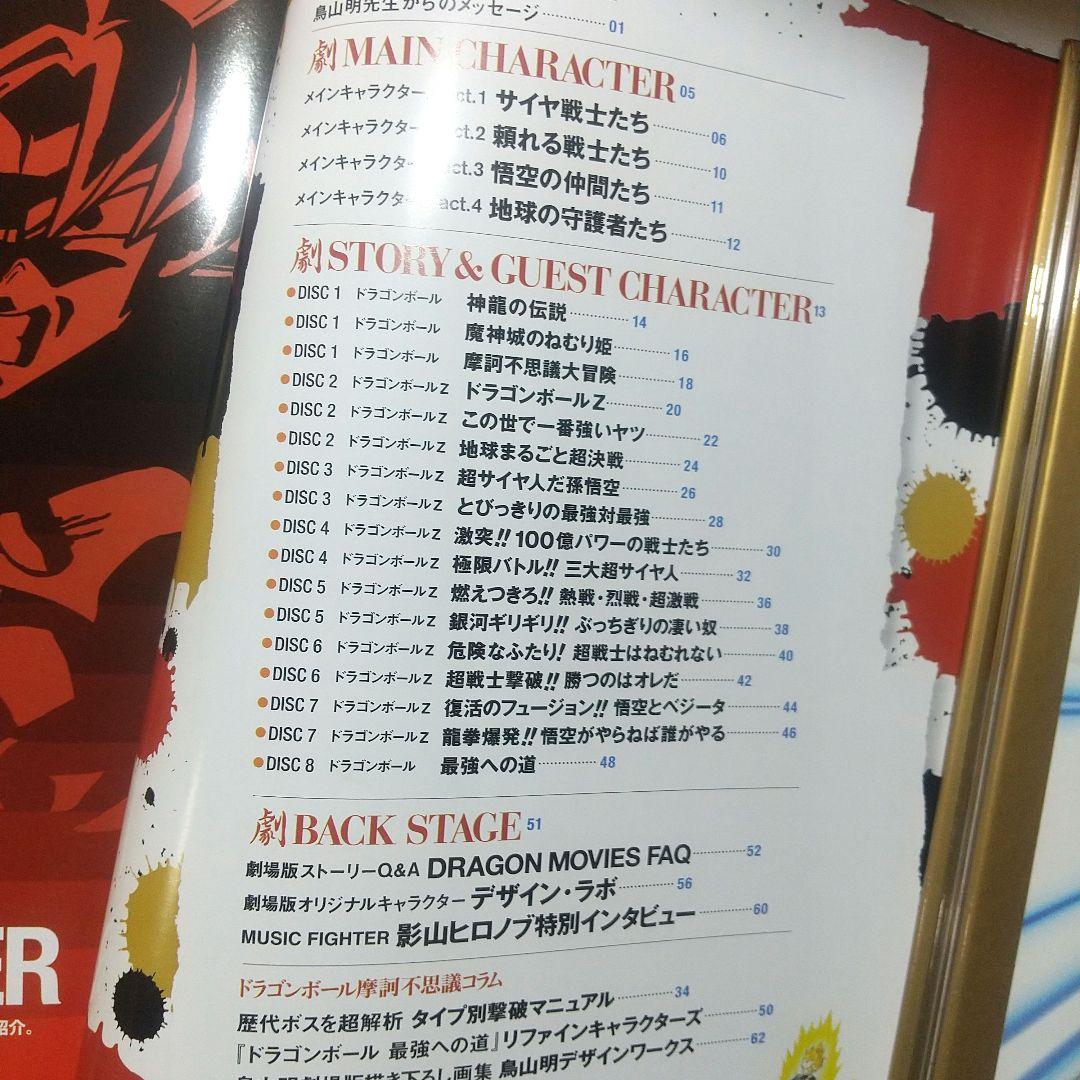 鳥山明先生からのメッセージ…………01
劇 MAIN CHARACTER 05
メインキャラクター act.1 サイヤ戦士たち…………06
メインキャラクター act.2 頼れる戦士たち…………10
メインキャラクター act.3 悟空の仲間たち…………11
メインキャラクター act.4 地球の守護者たち…………12
劇 STORY & GUEST CHARACTER 13
●DISC 1 ドラゴンボール 神龍の伝説…………14
●DISC 1 ドラゴンボール 魔神城のねむり姫…………16
●DISC 1 ドラゴンボール 摩訶不思議大冒険…………18
●DISC 2 ドラゴンボールZ ドラゴンボールZ…………20
●DISC 2 ドラゴンボールZ この世で一番強いヤツ…………22
●DISC 2 ドラゴンボールZ 地球まるごと超決戦…………24
●DISC 3 ドラゴンボールZ 超サイヤ人だ孫悟空…………26
●DISC 3 ドラゴンボールZ とびっきりの最強対最強…………28
●DISC 4 ドラゴンボールZ 激突!! 100億パワーの戦士たち…………30
●DISC 4 ドラゴンボールZ 極限バトル!! 三大超サイヤ人…………32
●DISC 5 ドラゴンボールZ 燃えつきろ!! 熱戦・烈戦・超激戦…………36
●DISC 5 ドラゴンボールZ 銀河ギリギリ!! ぶっちぎりの凄い奴…………38
●DISC 6 ドラゴンボールZ 危険なふたり! 超戦士はねむれない…………40
●DISC 6 ドラゴンボールZ 超戦士撃破!! 勝つのはオレだ…………42
●DISC 7 ドラゴンボールZ 復活のフュージョン!! 悟空とベジータ…………44
●DISC 7 ドラゴンボールZ 龍拳爆発!! 悟空がやらねば誰がやる…………46
●DISC 8 ドラゴンボール 最強への道…………48
劇 BACK STAGE 51
劇場版ストーリーQ&A DRAGON MOVIES FAQ…………52
劇場版オリジナルキャラクター デザイン・ラボ…………56
MUSIC FIGHTER 影山ヒロノブ特別インタビュー…………60
ドラゴンボール摩訶不思議コラム
歴代ボスを超解析 タイプ別撃破マニュアル…………34
『ドラゴンボール 最強への道』リファインキャラクターズ…………50
鳥山明劇場版描き下ろし画集 鳥山明デザインワークス…………62
ER
介。